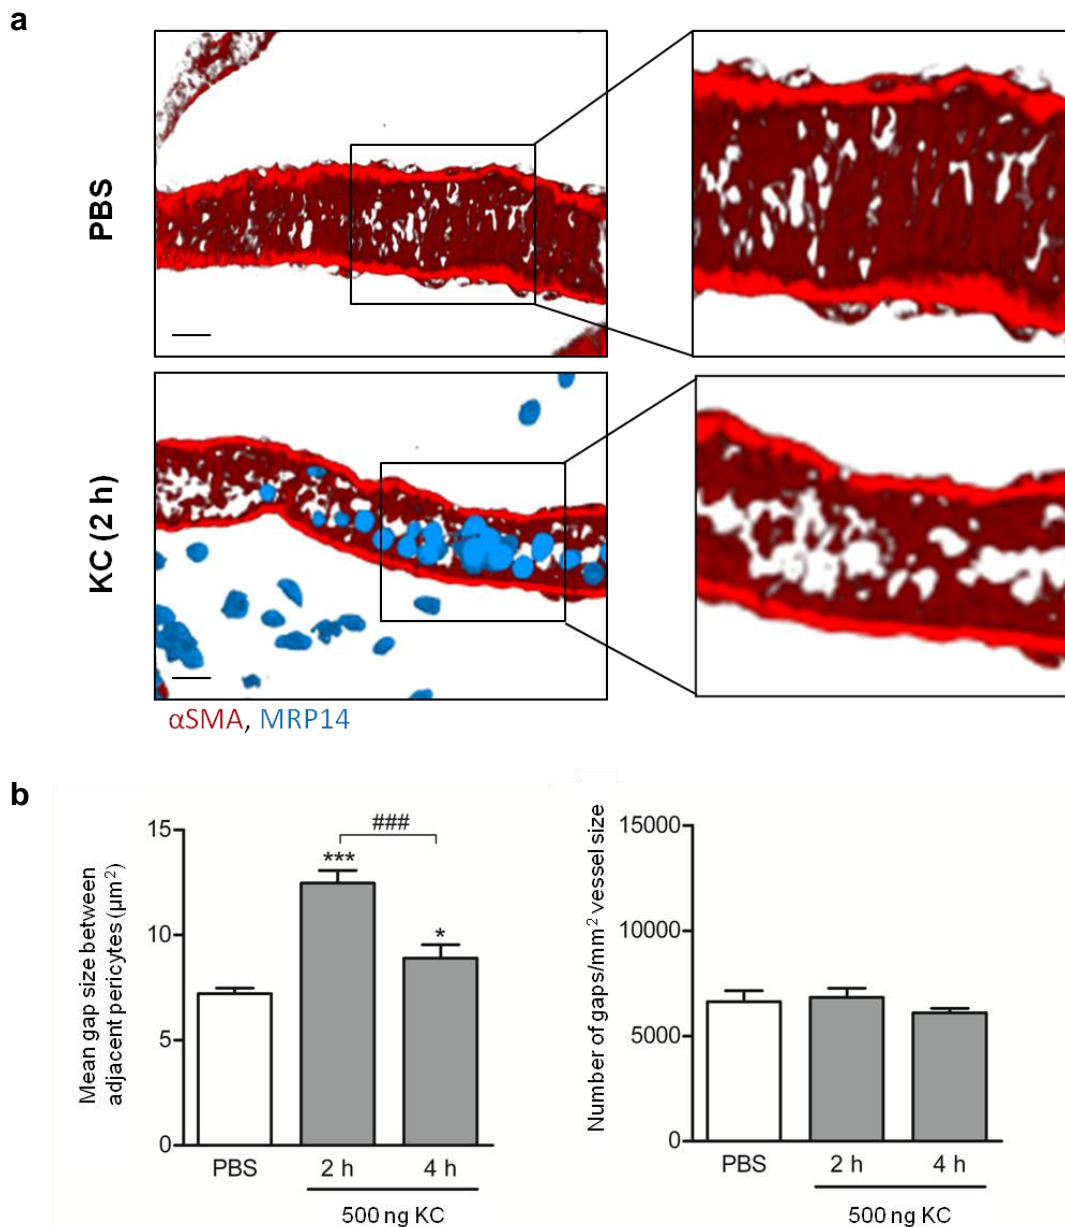 a
PBS
KC (2 h)
αSMA, MRP14
b
Mean gap size between
adjacent pericytes (µm²)
15
10
5
0
***
###
*
PBS
2 h
4 h
500 ng KC
Number of gaps/mm² vessel size
15000
10000
5000
0
PBS
2 h
4 h
500 ng KC